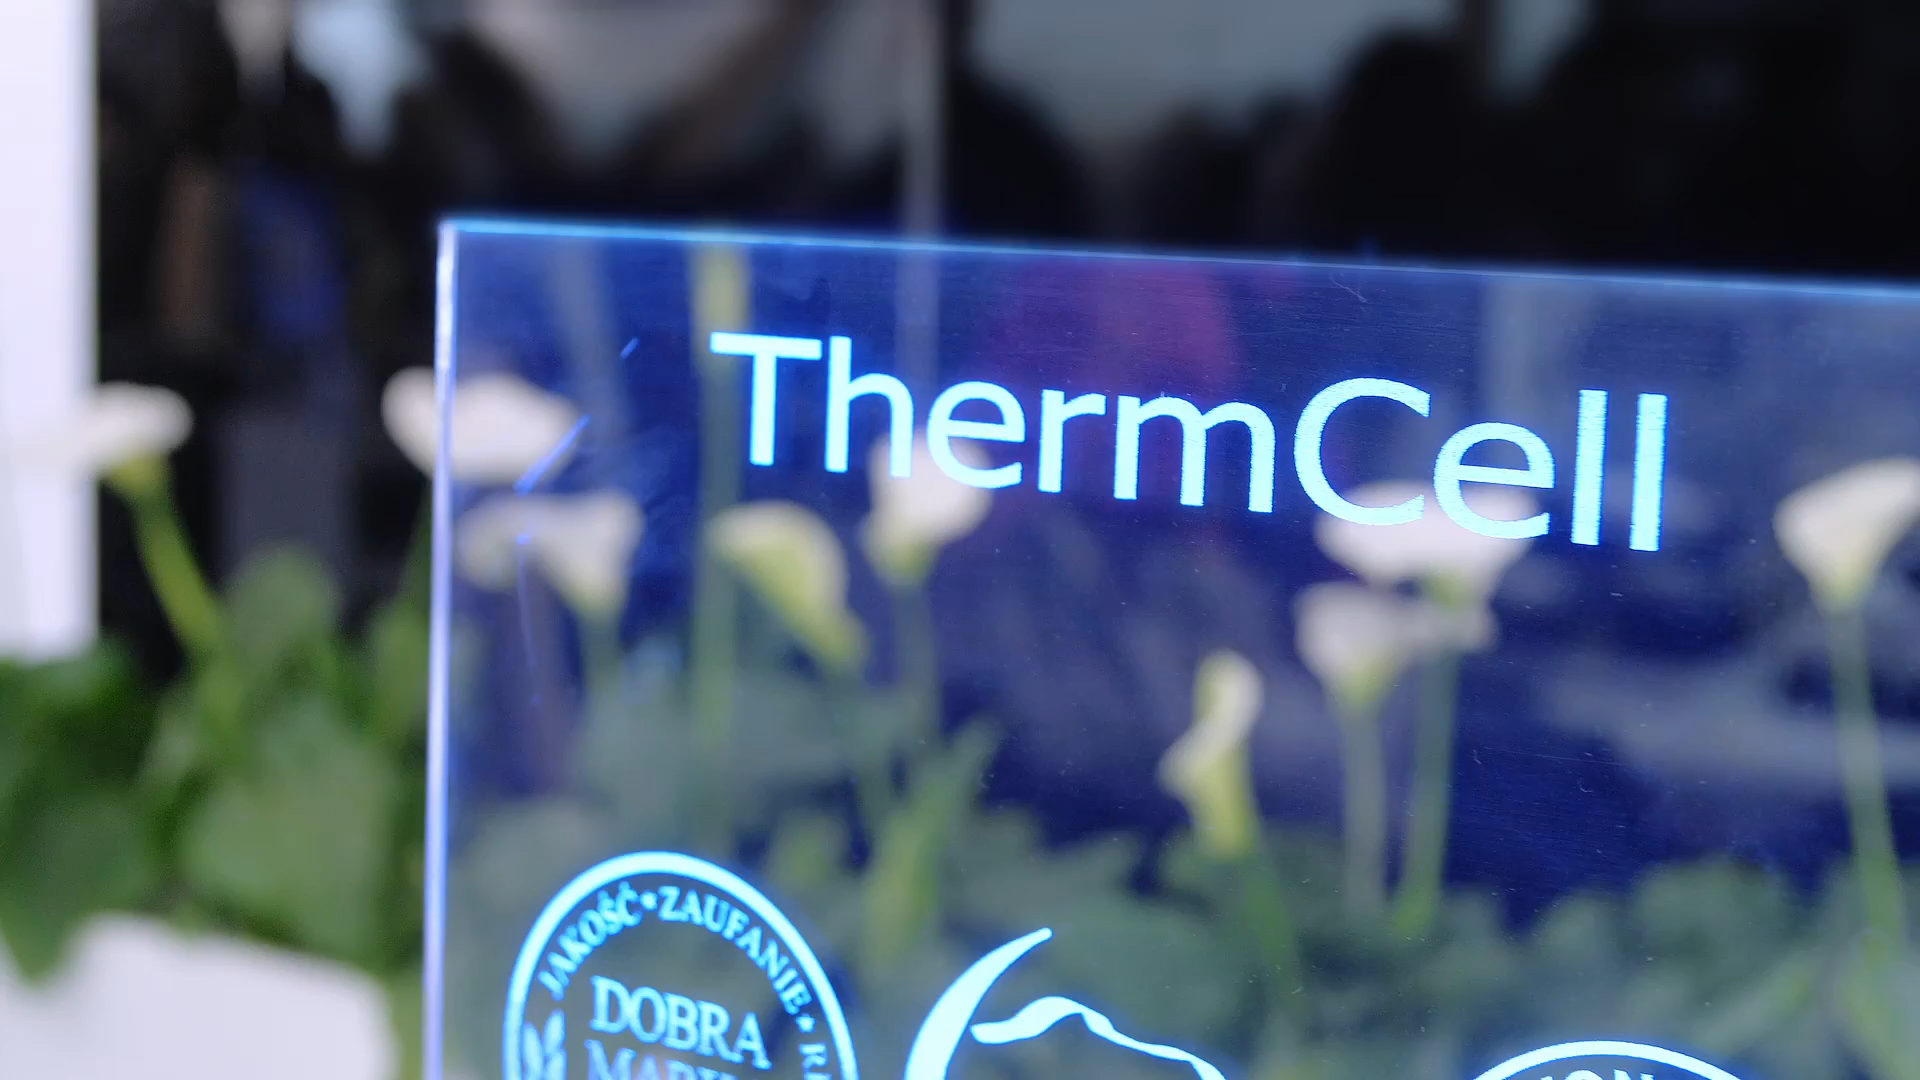 ThermCell
JAKOŚĆ • ZAUFANIE •
DOBRA